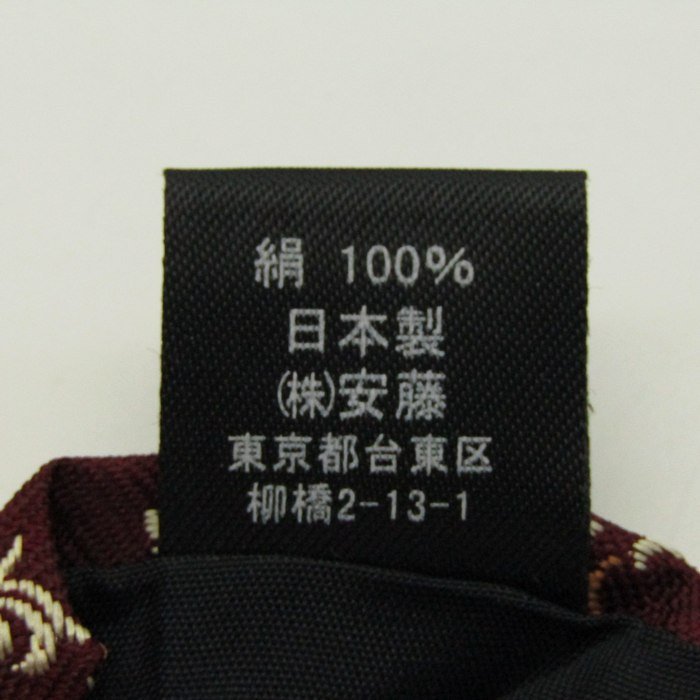 絹 100%
日本製
(株)安藤
東京都台東区
柳橋2-13-1